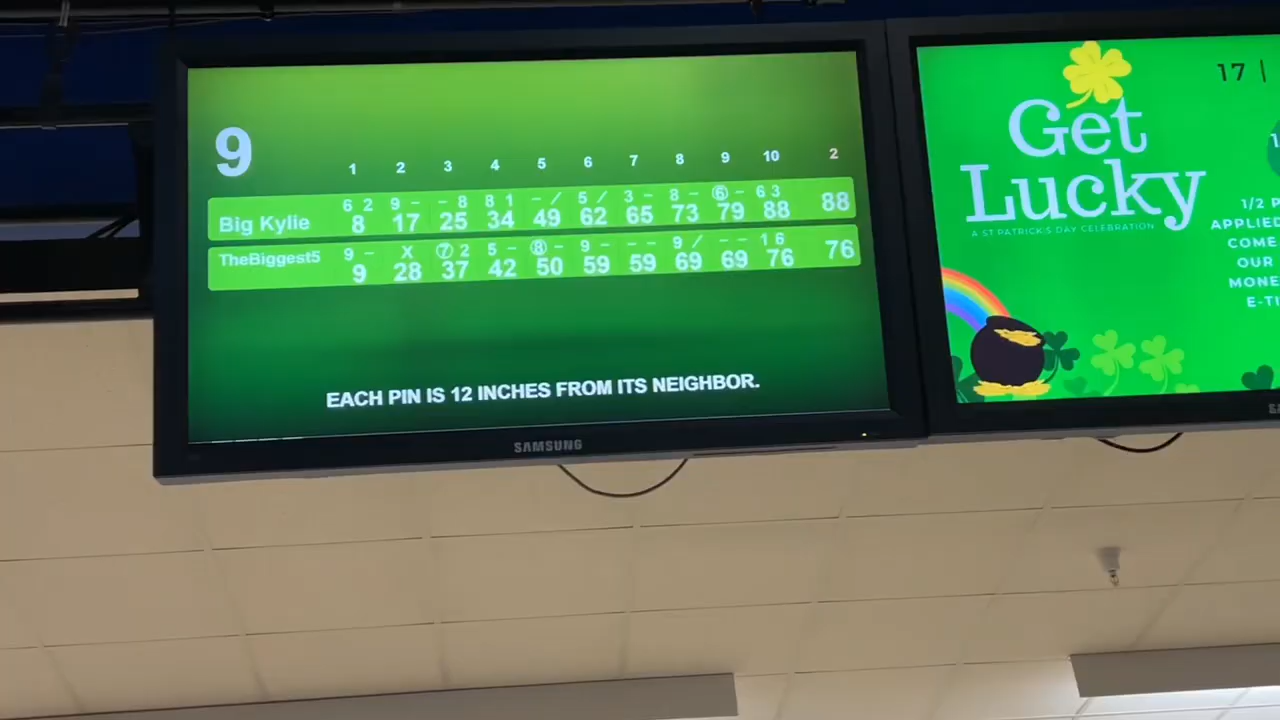 9
1 2 3 4 5 6 7 8 9 10 2
6 2 9 - - 8 8 1 - / 5 / 3 - 8 - ⑥ - 6 3
Big Kylie 8 17 25 34 49 62 65 73 79 88 88
9 - X ⑦ 2 5 - ⑧ - 9 - - - 9 / - - 1 6
TheBiggest5 9 28 37 42 50 59 59 69 69 76 76
EACH PIN IS 12 INCHES FROM ITS NEIGHBOR.
SAMSUNG
17 |
Get
Lucky
A ST PATRICK'S DAY CELEBRATION
1/2 P
APPLIE
COME
OUR
MONE
E-TI